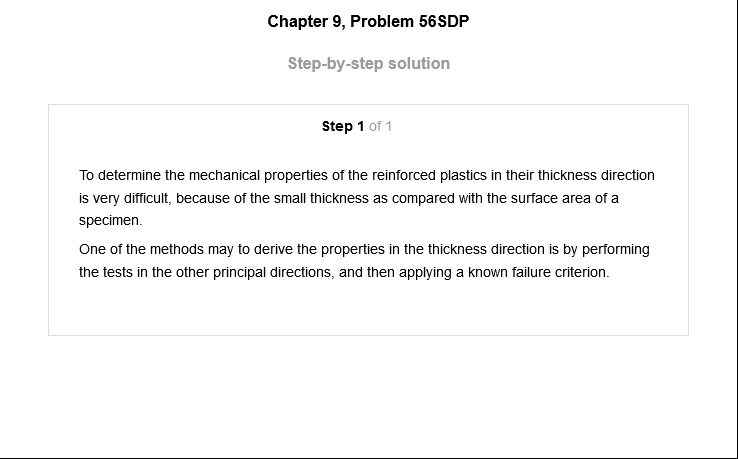 Chapter 9, Problem 56SDP
Step-by-step solution
Step 1 of 1
To determine the mechanical properties of the reinforced plastics in their thickness direction
is very difficult, because of the small thickness as compared with the surface area of a
specimen.
One of the methods may to derive the properties in the thickness direction is by performing
the tests in the other principal directions, and then applying a known failure criterion.